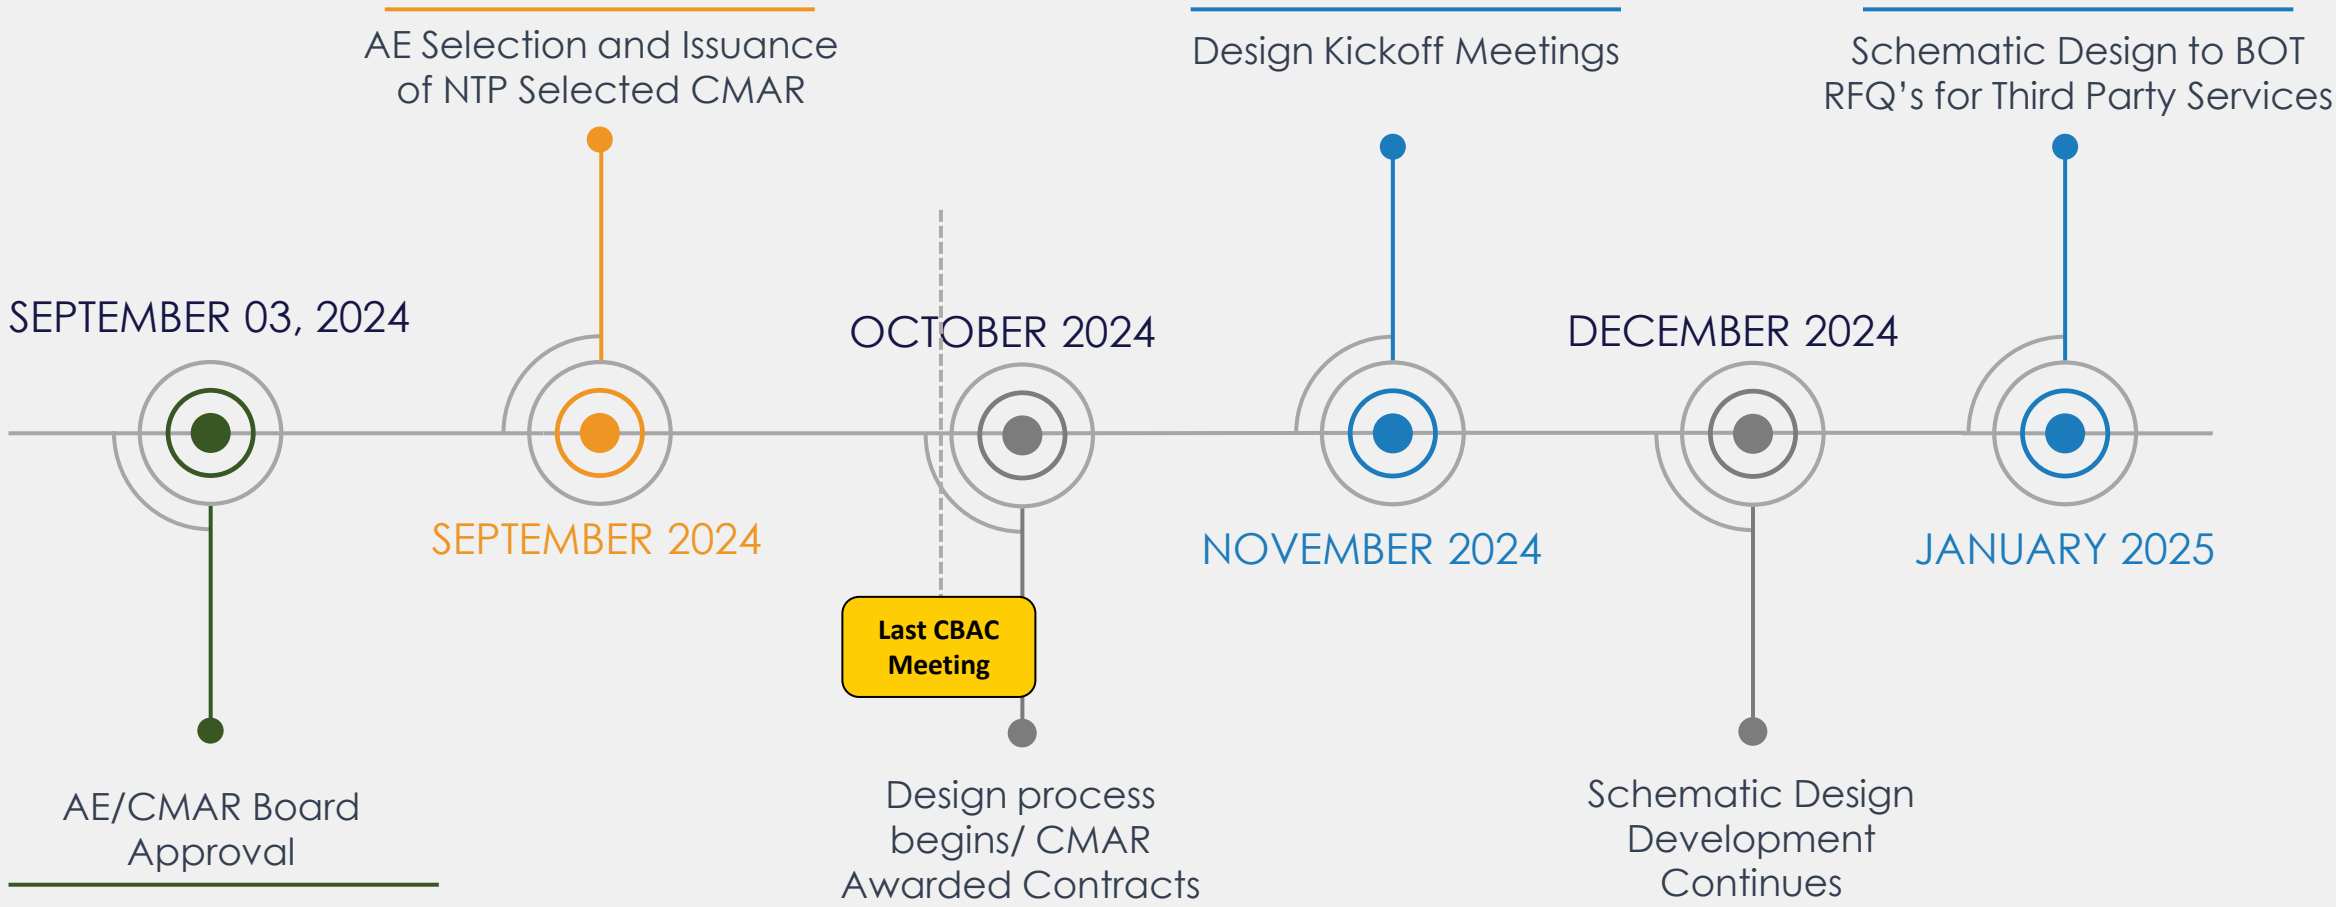 AE Selection and Issuance
of NTP Selected CMAR
Design Kickoff Meetings
Schematic Design to BOT
RFQ's for Third Party Services
SEPTEMBER 03, 2024
OCTOBER 2024
DECEMBER 2024
SEPTEMBER 2024
NOVEMBER 2024
JANUARY 2025
Last CBAC
Meeting
AE/CMAR Board
Approval
Design process
begins/ CMAR
Awarded Contracts
Schematic Design
Development
Continues